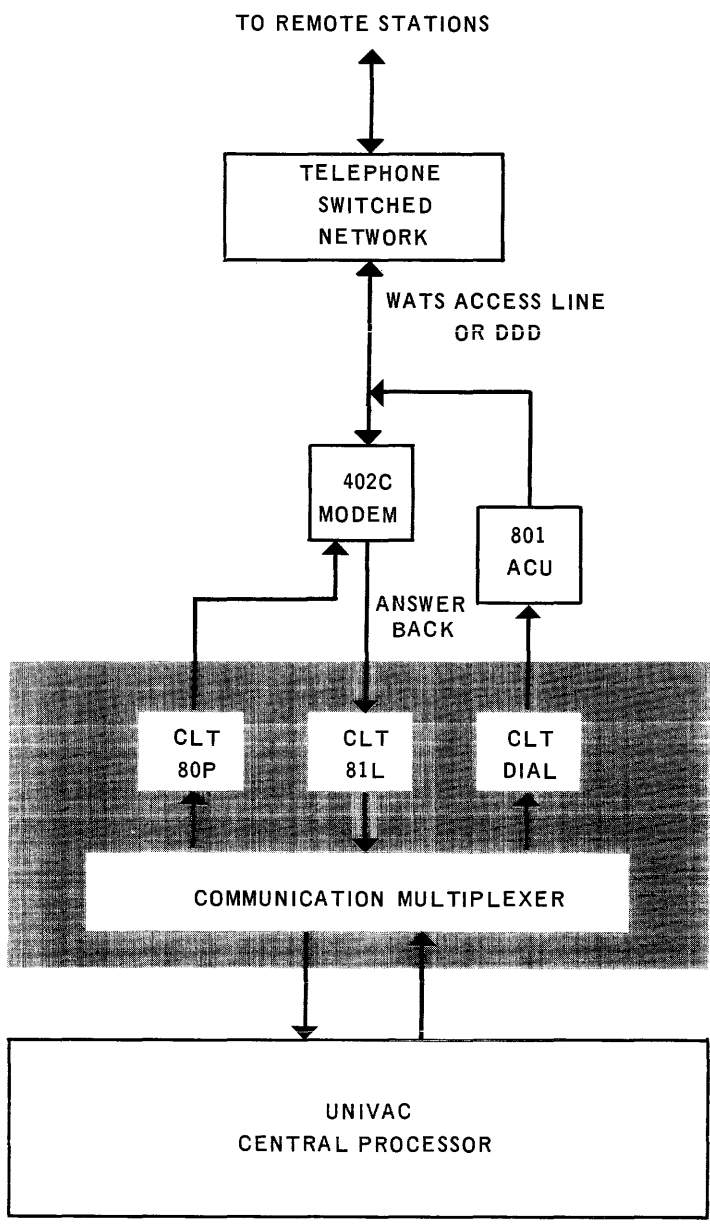 TO REMOTE STATIONS
TELEPHONE
SWITCHED
NETWORK
WATS ACCESS LINE
OR DDD
402C
MODEM
801
ACU
ANSWER
BACK
CLT
80P
CLT
81L
CLT
DIAL
COMMUNICATION MULTIPLEXER
UNIVAC
CENTRAL PROCESSOR